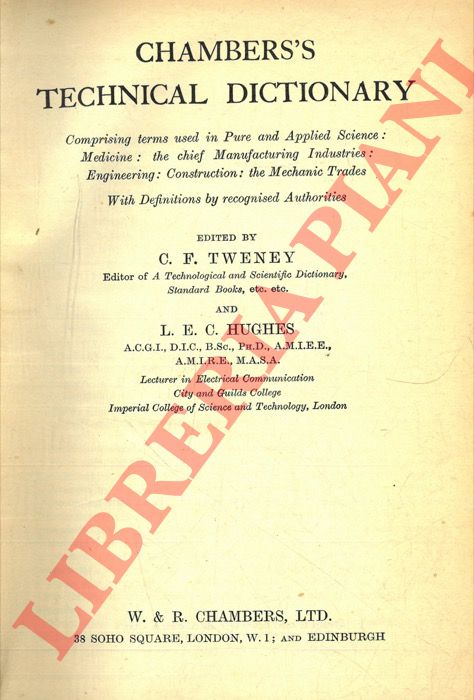 CHAMBERS'S
TECHNICAL DICTIONARY
Comprising terms used in Pure and Applied Science:
Medicine: the chief Manufacturing Industries:
Engineering: Construction: the Mechanic Trades
With Definitions by recognised Authorities
EDITED BY
C. F. TWENEY
Editor of A Technological and Scientific Dictionary,
Standard Books, etc. etc.
AND
L. E. C. HUGHES
A.C.G.I., D.I.C., B.Sc., Ph.D., A.M.I.E.E.,
A.M.I.R.E., M.A.S.A.
Lecturer in Electrical Communication
City and Guilds College
Imperial College of Science and Technology, London
W. & R. CHAMBERS, LTD.
38 SOHO SQUARE, LONDON, W. 1; AND EDINBURGH
LIBRERIA PIANI